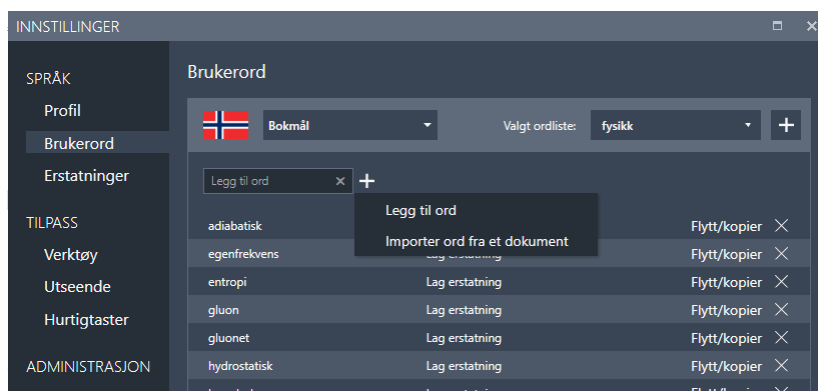 INNSTILLINGER
SPRÅK
Profil
Brukerord
Erstatninger
TILPASS
Verktøy
Utseende
Hurtigtaster
ADMINISTRASJON
Brukerord
Bokmål Valgt ordliste: fysikk
Legg til ord
Legg til ord
Importer ord fra et dokument
adiabatisk Flytt/kopier
egenfrekvens Lag erstatning Flytt/kopier
entropi Lag erstatning Flytt/kopier
gluon Lag erstatning Flytt/kopier
gluonet Lag erstatning Flytt/kopier
hydrostatisk Lag erstatning Flytt/kopier